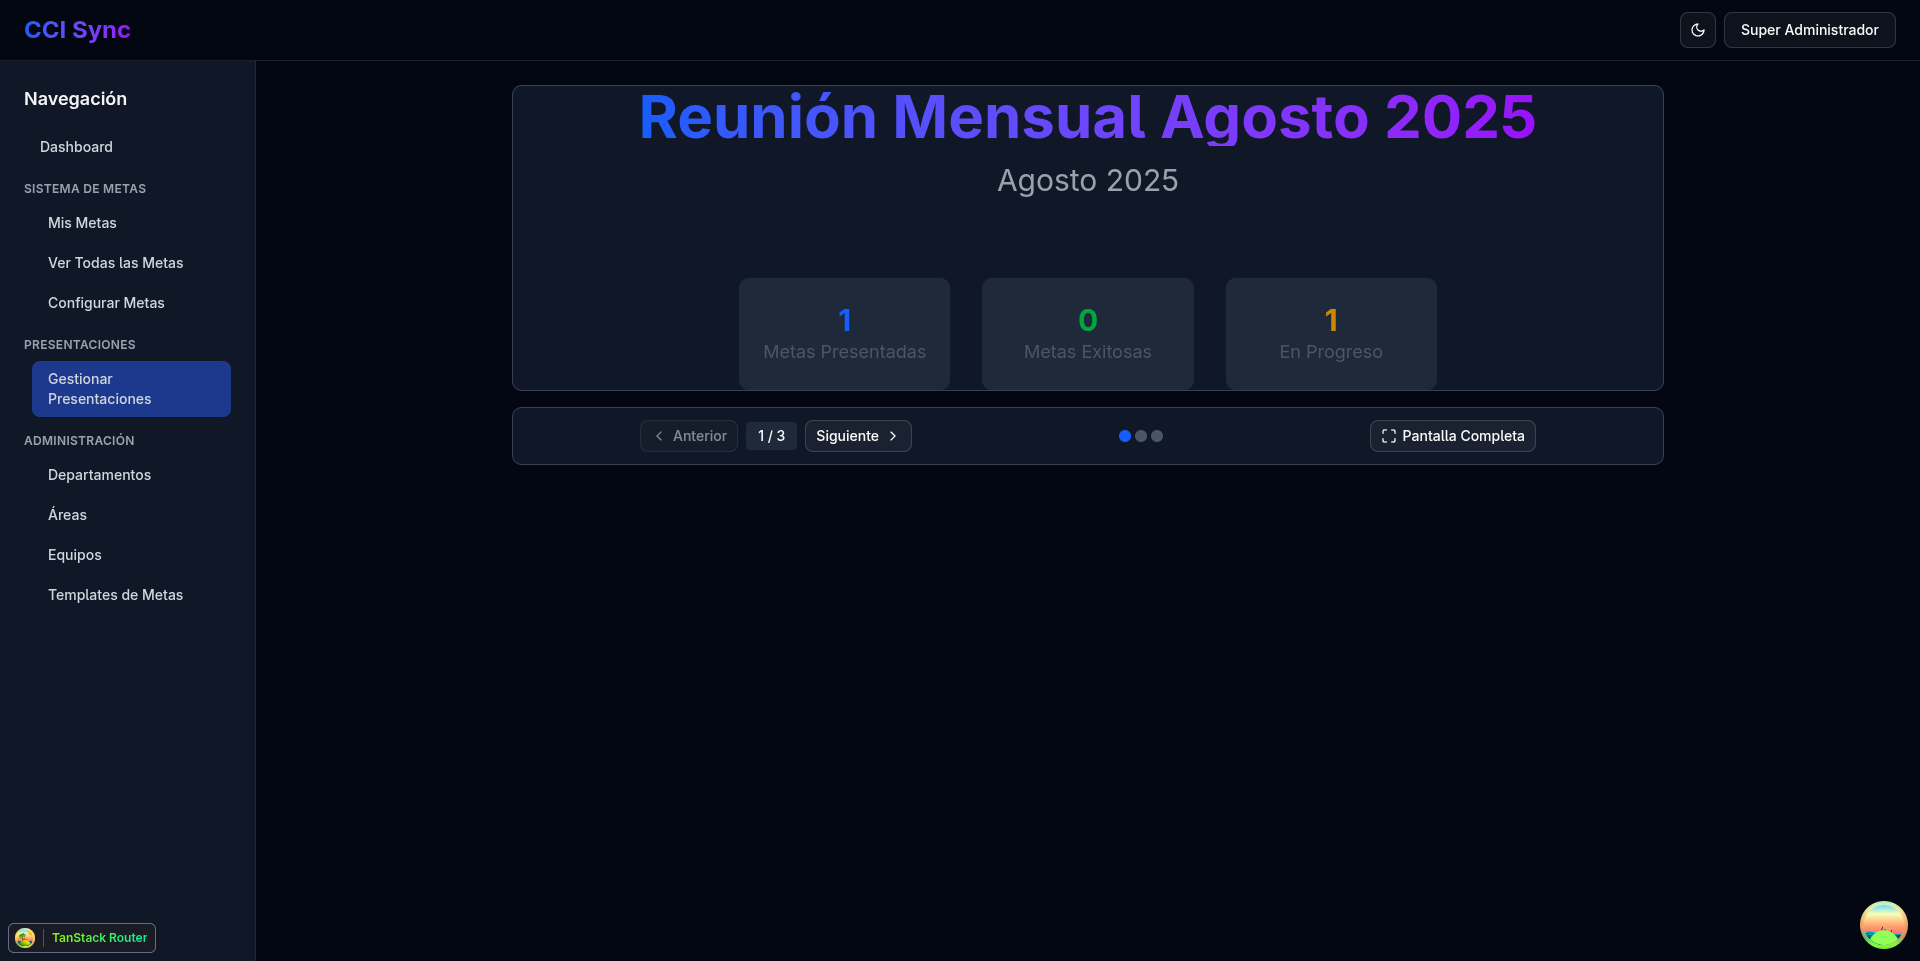 CCI Sync
Super Administrador
Navegación
Dashboard
SISTEMA DE METAS
Mis Metas
Ver Todas las Metas
Configurar Metas
PRESENTACIONES
Gestionar
Presentaciones
ADMINISTRACIÓN
Departamentos
Áreas
Equipos
Templates de Metas
TanStack Router
Reunión Mensual Agosto 2025
Agosto 2025
1
Metas Presentadas
0
Metas Exitosas
1
En Progreso
Anterior
1 / 3
Siguiente
Pantalla Completa